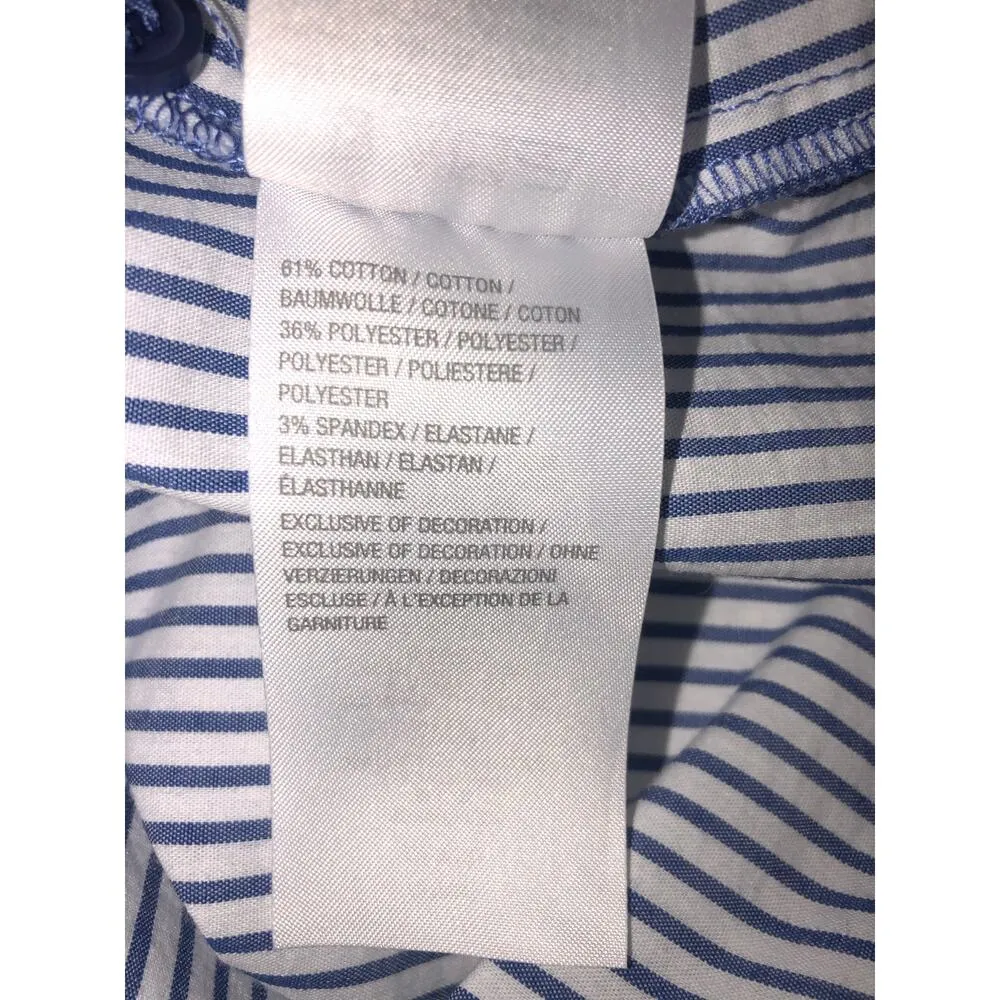 61% COTTON / COTTON /
BAUMWOLLE / COTONE / COTON
36% POLYESTER / POLYESTER /
POLYESTER / POLIESTERE /
POLYESTER
3% SPANDEX / ELASTANE /
ELASTHAN / ELASTAN /
ÉLASTHANNE
EXCLUSIVE OF DECORATION /
EXCLUSIVE OF DECORATION / OHNE
VERZIERUNGEN / DECORAZIONI
ESCLUSE / À L'EXCEPTION DE LA
GARNITURE